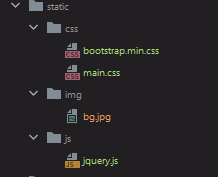 static
css
bootstrap.min.css
main.css
img
bg.jpg
js
jquery.js